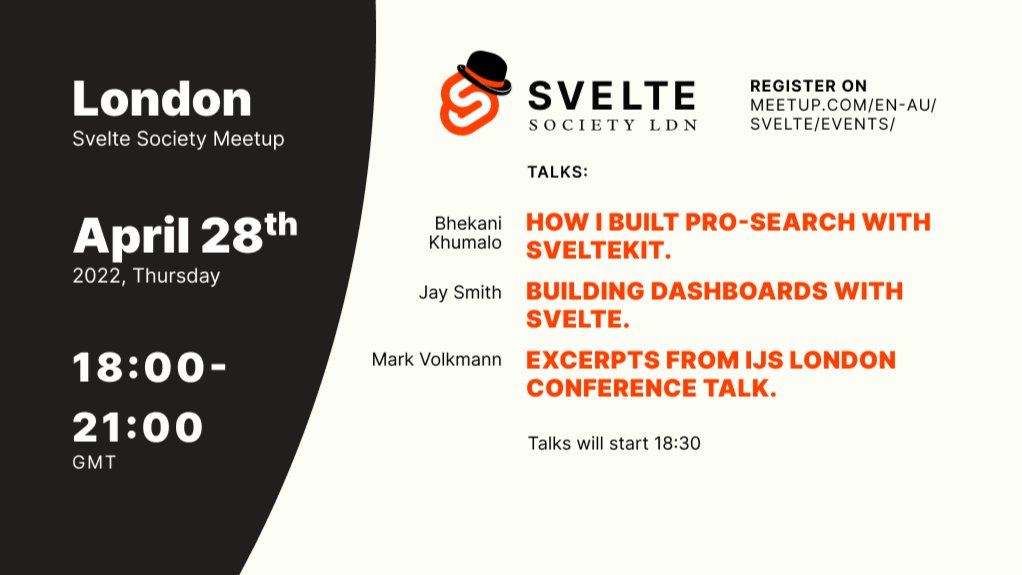 London
Svelte Society Meetup
April 28th
2022, Thursday
18:00-
21:00
GMT
SVELTE
SOCIETY LDN
REGISTER ON
MEETUP.COM/EN-AU/
SVELTE/EVENTS/
TALKS:
Bhekani
Khumalo
HOW I BUILT PRO-SEARCH WITH
SVELTEKIT.
Jay Smith
BUILDING DASHBOARDS WITH
SVELTE.
Mark Volkmann
EXCERPTS FROM IJS LONDON
CONFERENCE TALK.
Talks will start 18:30